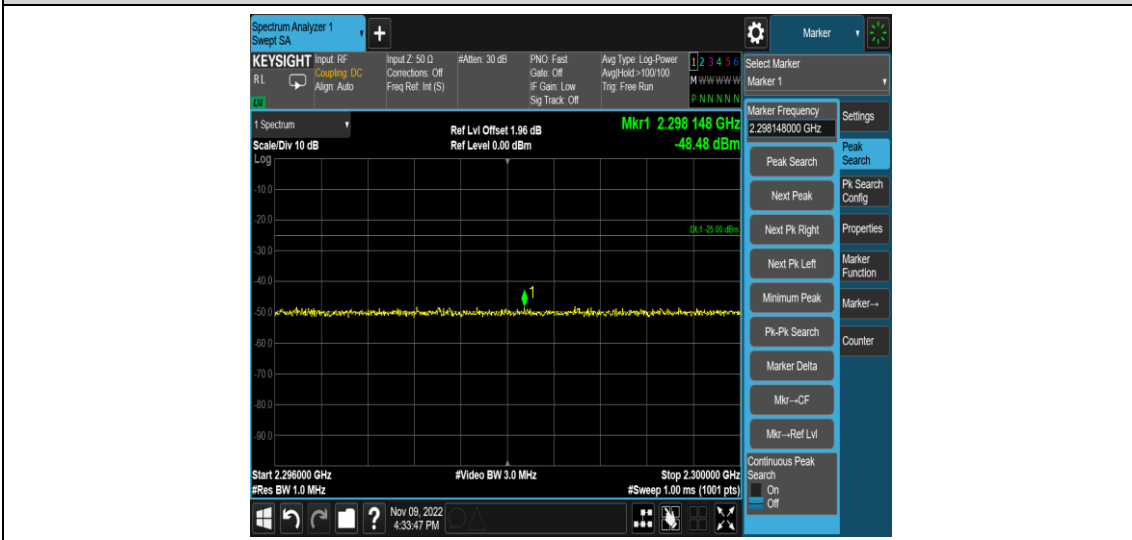 Spectrum Analyzer 1
Swept SA
+
Marker
KEYSIGHT
RL
Input: RF
Coupling: DC
Align: Auto
Input Z: 50 Ω
Corrections: Off
Freq Ref: Int (S)
#Atten: 30 dB
PNO: Fast
Gate: Off
IF Gain: Low
Sig Track: Off
Avg Type: Log-Power
Avg|Hold:>100/100
Trig: Free Run
1 2 3 4 5 6
M W W W W W
P N N N N N
Select Marker
Marker 1
1 Spectrum
Scale/Div 10 dB
Log
Ref Lvl Offset 1.96 dB
Ref Level 0.00 dBm
Mkr1 2.298 148 GHz
-48.48 dBm
-10.0
-20.0
-30.0
-40.0
-50.0
-60.0
-70.0
-80.0
-90.0
DL1 -25.00 dBm
1
Start 2.296000 GHz
#Res BW 1.0 MHz
#Video BW 3.0 MHz
Stop 2.300000 GHz
#Sweep 1.00 ms (1001 pts)
Marker Frequency
2.298148000 GHz
Peak Search
Next Peak
Next Pk Right
Next Pk Left
Minimum Peak
Pk-Pk Search
Marker Delta
Mkr→CF
Mkr→Ref Lvl
Continuous Peak
Search
On
Off
Settings
Peak
Search
Pk Search
Config
Properties
Marker
Function
Marker→
Counter
?
Nov 09, 2022
4:33:47 PM